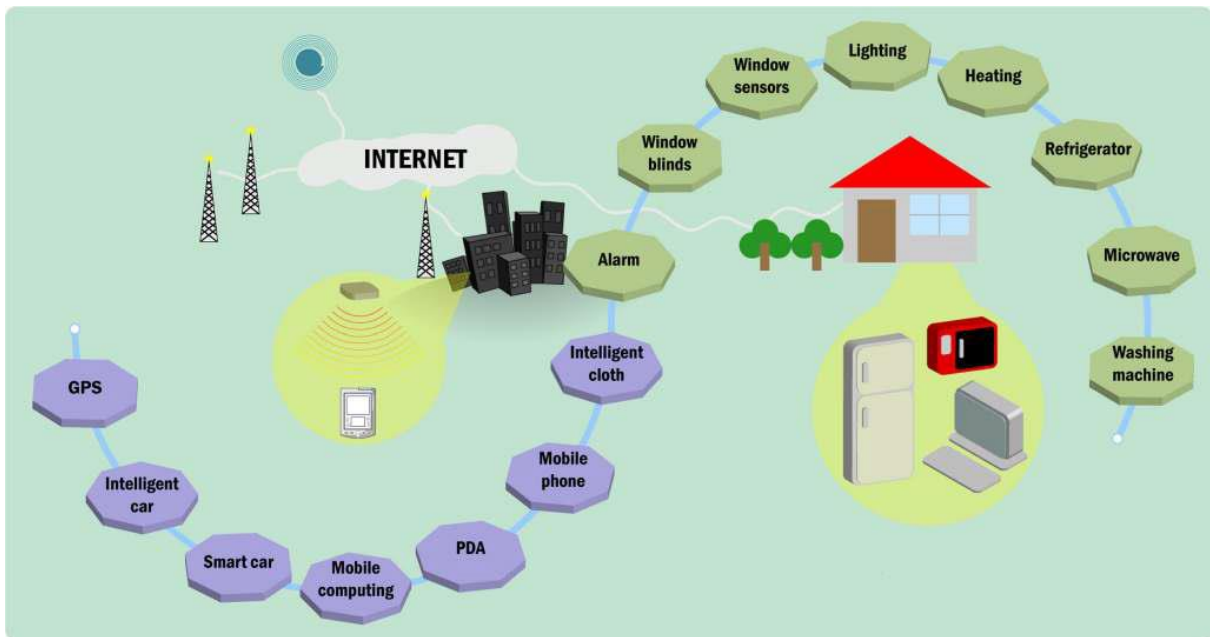 INTERNET
GPS
Intelligent
car
Smart car
Mobile
computing
PDA
Mobile
phone
Intelligent
cloth
Alarm
Window
blinds
Window
sensors
Lighting
Heating
Refrigerator
Microwave
Washing
machine